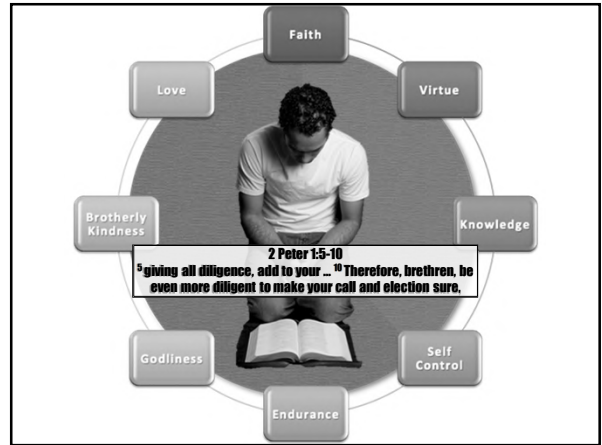 Faith
Virtue
Knowledge
Self
Control
Endurance
Godliness
Brotherly
Kindness
Love
2 Peter 1:5-10
5 giving all diligence, add to your ... 10 Therefore, brethren, be
even more diligent to make your call and election sure,